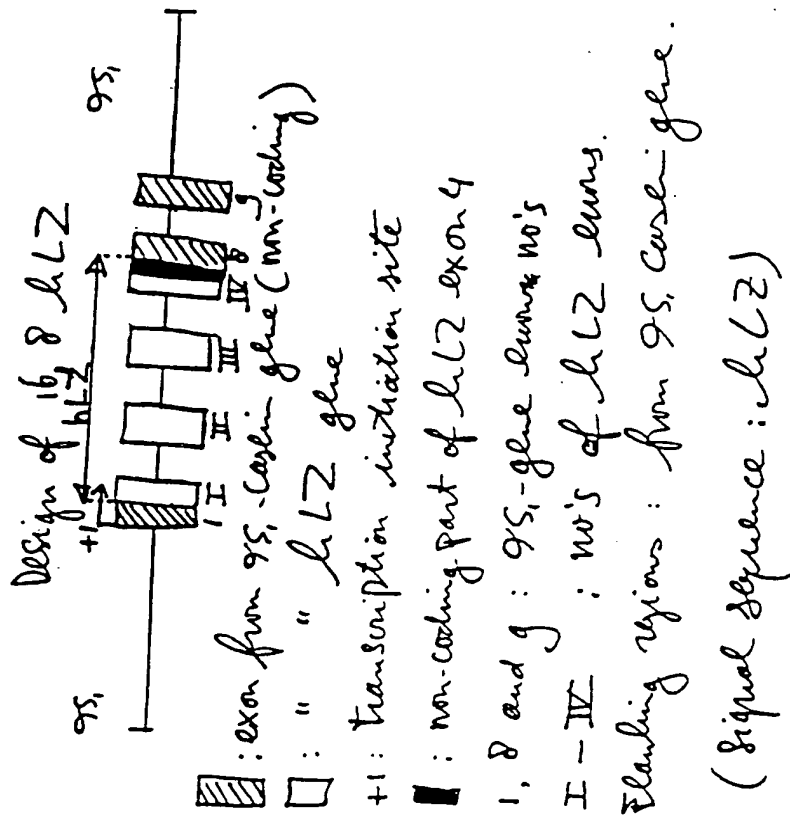 Design of 16, 8 hLZ
αS₁ +1 hLZ αS₁
1 I II III IV 8 9
: exon from αS₁-casein gene (non-coding)
: " " hLZ gene
+1 : transcription initiation site
: non-coding part of hLZ exon 4
1, 8 and 9 : αS₁-gene exon no's
I - IV : no's of hLZ exons.
Flanking regions : from αS₁ casein gene.
(Signal sequence : hLZ)